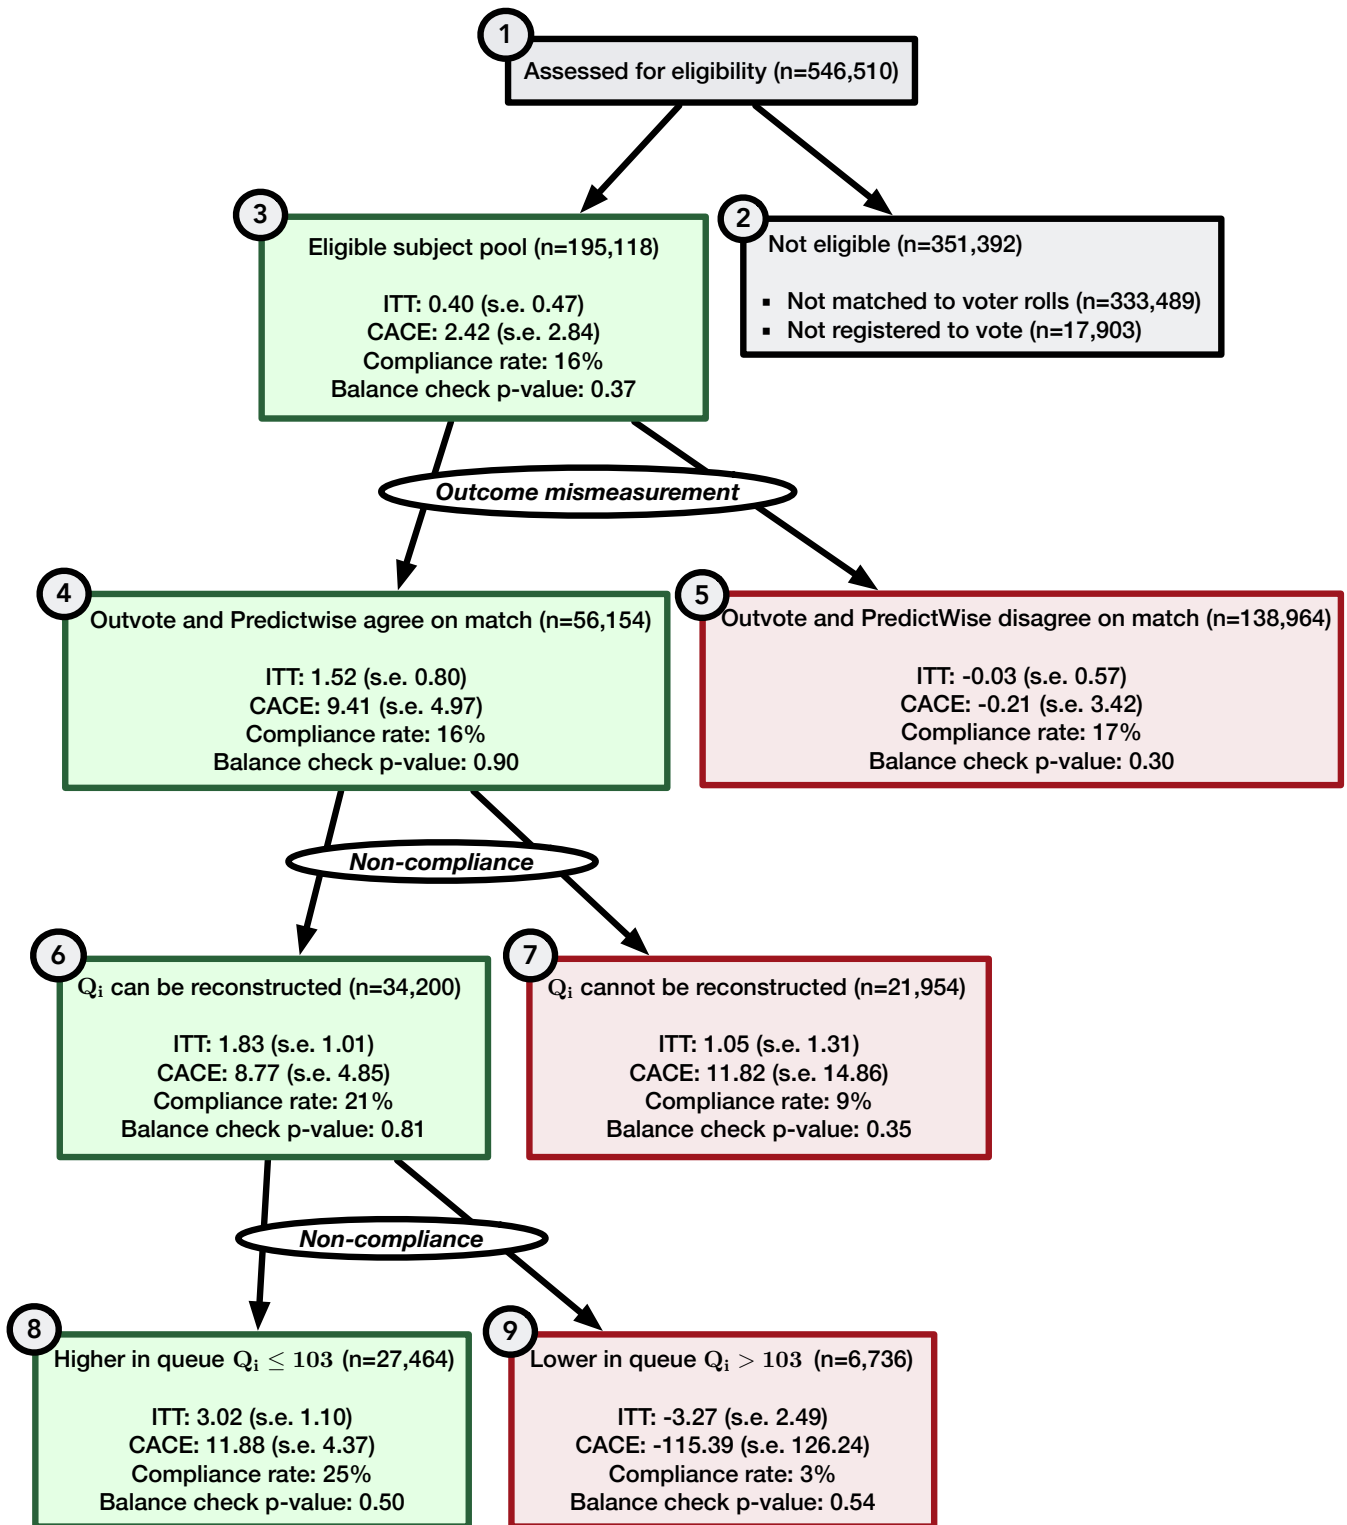 1
Assessed for eligibility (n=546,510)
3
Eligible subject pool (n=195,118)
ITT: 0.40 (s.e. 0.47)
CACE: 2.42 (s.e. 2.84)
Compliance rate: 16%
Balance check p-value: 0.37
2
Not eligible (n=351,392)
▪ Not matched to voter rolls (n=333,489)
▪ Not registered to vote (n=17,903)
Outcome mismeasurement
4
Outvote and Predictwise agree on match (n=56,154)
ITT: 1.52 (s.e. 0.80)
CACE: 9.41 (s.e. 4.97)
Compliance rate: 16%
Balance check p-value: 0.90
5
Outvote and PredictWise disagree on match (n=138,964)
ITT: -0.03 (s.e. 0.57)
CACE: -0.21 (s.e. 3.42)
Compliance rate: 17%
Balance check p-value: 0.30
Non-compliance
6
Qi can be reconstructed (n=34,200)
ITT: 1.83 (s.e. 1.01)
CACE: 8.77 (s.e. 4.85)
Compliance rate: 21%
Balance check p-value: 0.81
7
Qi cannot be reconstructed (n=21,954)
ITT: 1.05 (s.e. 1.31)
CACE: 11.82 (s.e. 14.86)
Compliance rate: 9%
Balance check p-value: 0.35
Non-compliance
8
Higher in queue Qi ≤ 103 (n=27,464)
ITT: 3.02 (s.e. 1.10)
CACE: 11.88 (s.e. 4.37)
Compliance rate: 25%
Balance check p-value: 0.50
9
Lower in queue Qi > 103 (n=6,736)
ITT: -3.27 (s.e. 2.49)
CACE: -115.39 (s.e. 126.24)
Compliance rate: 3%
Balance check p-value: 0.54